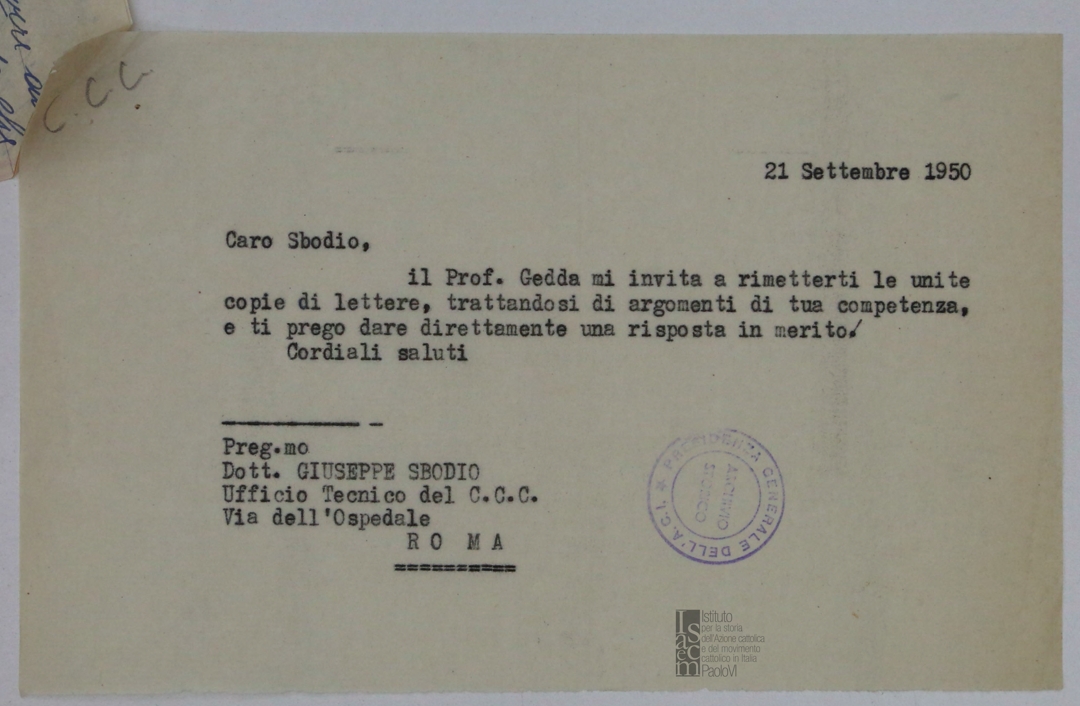 C.C.C.
21 Settembre 1950
Caro Sbodio,
il Prof. Gedda mi invita a rimetterti le unite
copie di lettere, trattandosi di argomenti di tua competenza,
e ti prego dare direttamente una risposta in merito.
Cordiali saluti
Preg.mo
Dott. GIUSEPPE SBODIO
Ufficio Tecnico del C.C.C.
Via dell'Ospedale
R O M A
PRESIDENZA GENERALE DELL'A.C.I. *
ARCHIVIO
STORICO
Isacem
Istituto
per la storia
dell'Azione cattolica
e del movimento
cattolico in Italia
PaoloVI